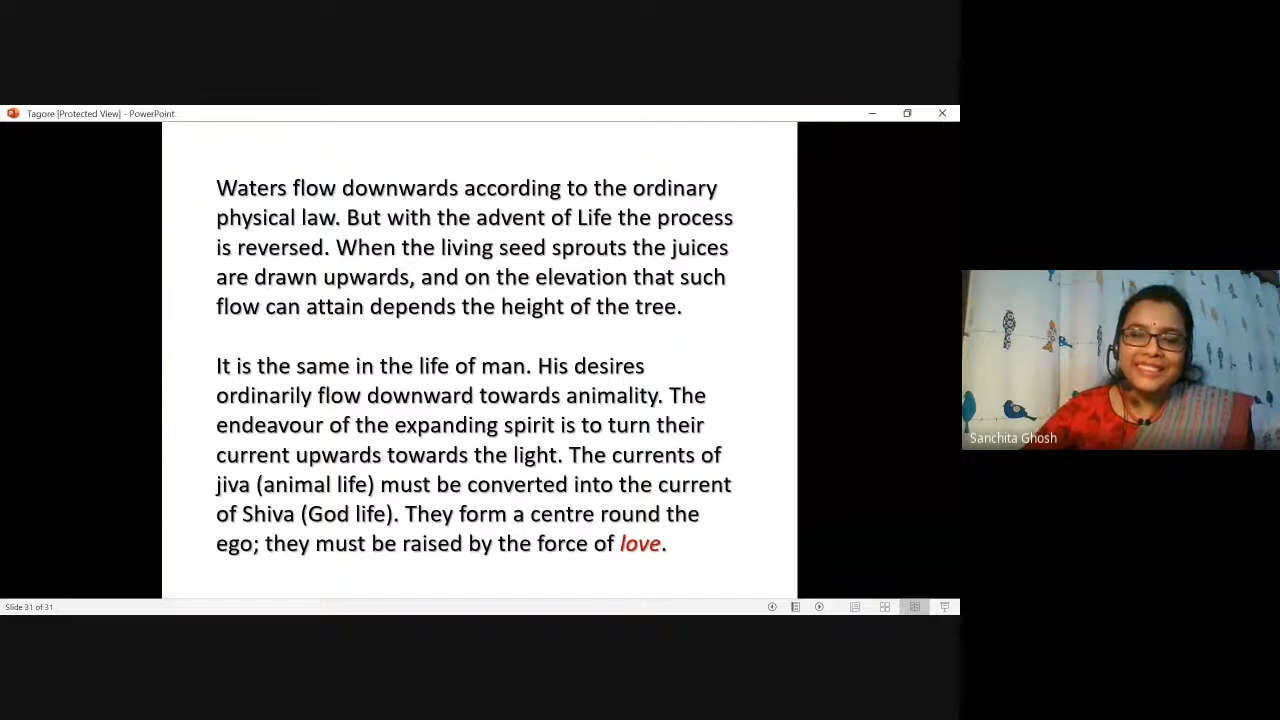 Tagore [Protected View] - PowerPoint
Waters flow downwards according to the ordinary
physical law. But with the advent of Life the process
is reversed. When the living seed sprouts the juices
are drawn upwards, and on the elevation that such
flow can attain depends the height of the tree.
It is the same in the life of man. His desires
ordinarily flow downward towards animality. The
endeavour of the expanding spirit is to turn their
current upwards towards the light. The currents of
jiva (animal life) must be converted into the current
of Shiva (God life). They form a centre round the
ego; they must be raised by the force of love.
Slide 31 of 31
Sanchita Ghosh